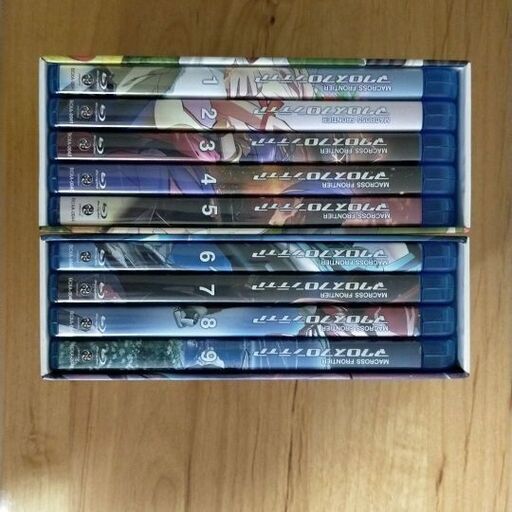 1 マクロスフロンティア MACROSS FRONTIER
2 マクロスフロンティア MACROSS FRONTIER
3 マクロスフロンティア MACROSS FRONTIER
4 マクロスフロンティア MACROSS FRONTIER
5 マクロスフロンティア MACROSS FRONTIER
6 マクロスフロンティア MACROSS FRONTIER
7 マクロスフロンティア MACROSS FRONTIER
8 マクロスフロンティア MACROSS FRONTIER
9 マクロスフロンティア MACROSS FRONTIER